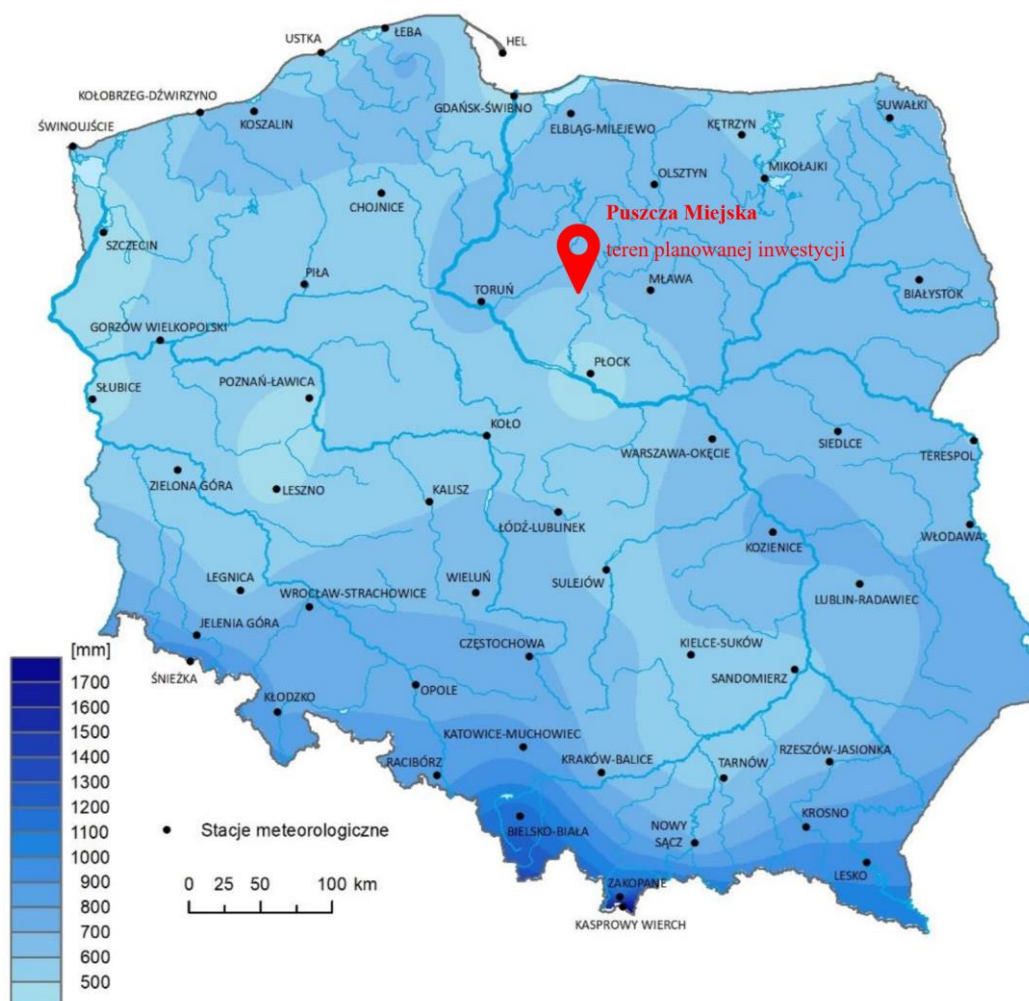 ŁEBA
USTKA
HEL
KOŁOBRZEG-DŹWIRZYNO
GDAŃSK-ŚWIBNO
SUWAŁKI
KOSZALIN
ELBLĄG-MILEJEWO
KĘTRZYN
ŚWINOUJŚCIE
MIKOŁAJKI
OLSZTYN
CHOJNICE
Puszcza Miejska
SZCZECIN
teren planowanej inwestycji
PIŁA
TORUŃ
MŁAWA
BIAŁYSTOK
GORZÓW WIELKOPOLSKI
PŁOCK
SŁUBICE
POZNAŃ-ŁAWICA
KOŁO
SIEDLCE
WARSZAWA-OKĘCIE
TERESPOL
ZIELONA GÓRA
LESZNO
KALISZ
ŁÓDŹ-LUBLINEK
WŁODAWA
KOZIENICE
LEGNICA
WIELUŃ
SULEJÓW
WROCŁAW-STRACHOWICE
LUBLIN-RADAWIEC
JELENIA GÓRA
CZĘSTOCHOWA
KIELCE-SUKÓW
[mm]
ŚNIEŻKA
SANDOMIERZ
1700
KŁODZKO
OPOLE
1600
KATOWICE-MUCHOWIEC
1500
RZESZÓW-JASIONKA
RACIBÓRZ
KRAKÓW-BALICE
TARNÓW
1400
1300
1200
KROSNO
1100
Stacje meteorologiczne
BIELSKO-BIAŁA
NOWY
SĄCZ
1000
LESKO
900
0 25 50 100 km
ZAKOPANE
800
KASPROWY WIERCH
700
600
500